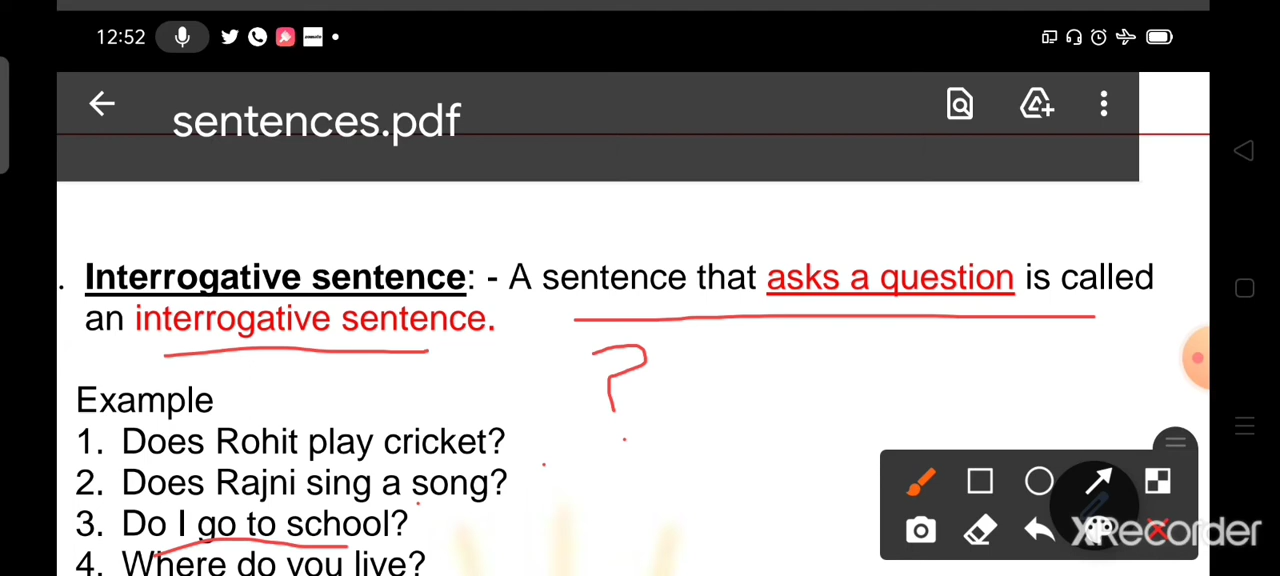 12:52
sentences.pdf
. Interrogative sentence: - A sentence that asks a question is called
an interrogative sentence.
?
Example
1. Does Rohit play cricket?
2. Does Rajni sing a song?
3. Do I go to school?
4. Where do you live?
XRecorder